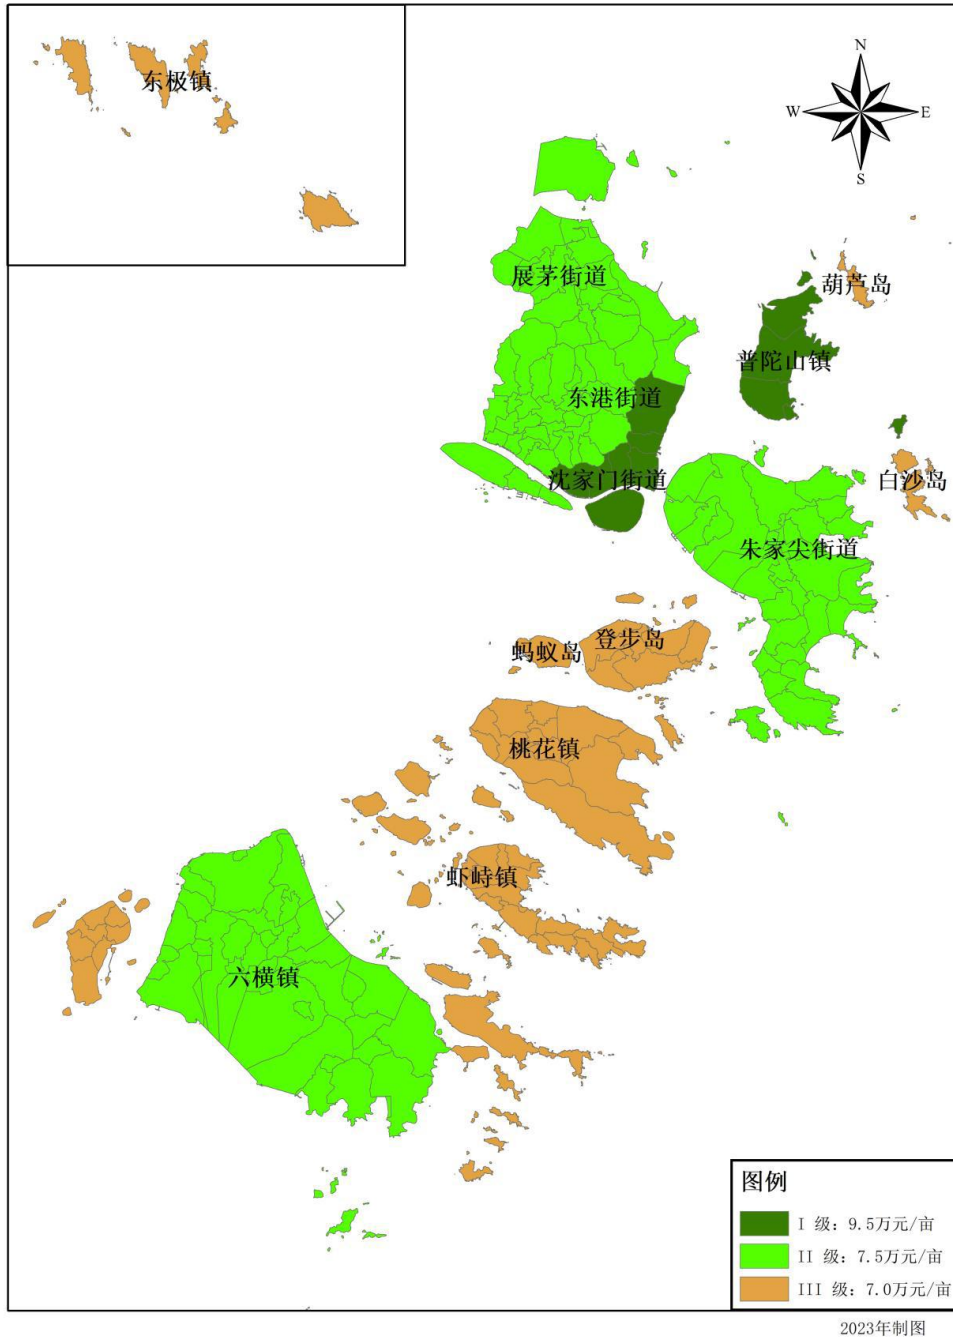 东极镇
N
W
E
S
展茅街道
葫芦岛
普陀山镇
东港街道
沈家门街道
白沙岛
朱家尖街道
登步岛
蚂蚁岛
桃花镇
虾峙镇
六横镇
图例
I 级：9.5万元/亩
II 级：7.5万元/亩
III 级：7.0万元/亩
2023年制图